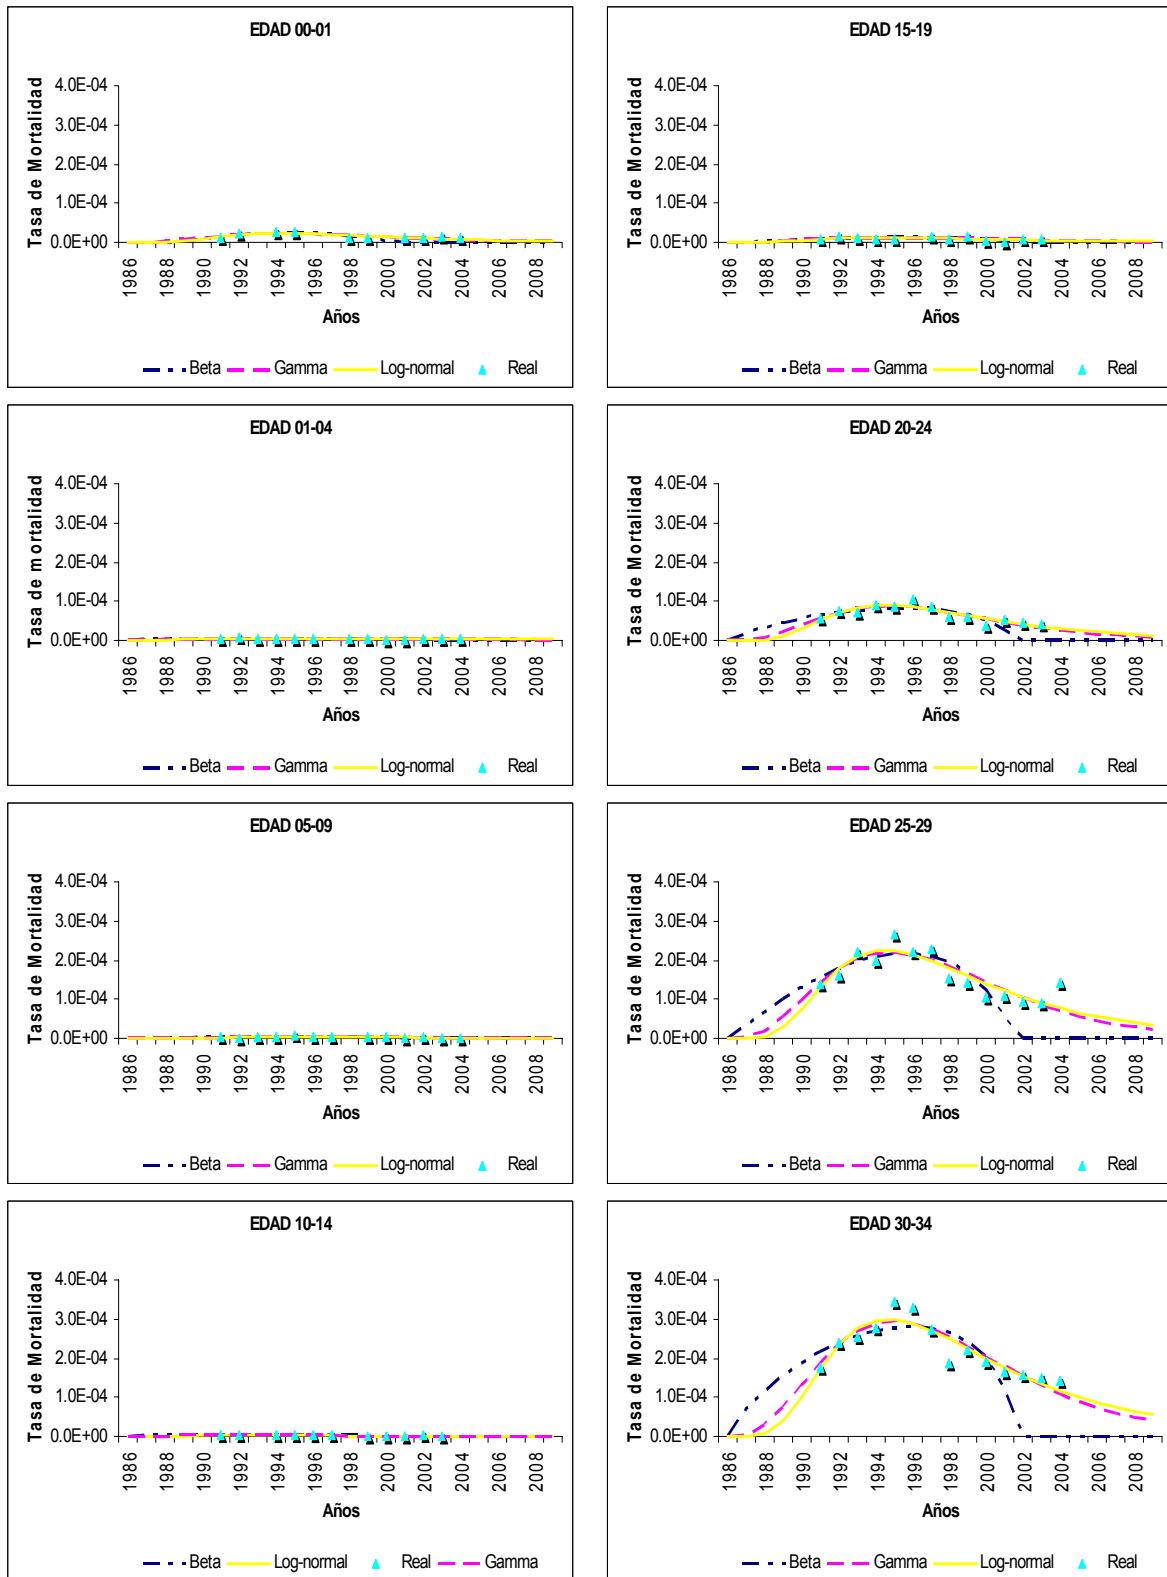 EDAD 00-01
Tasa de Mortalidad
4.0E-04
3.0E-04
2.0E-04
1.0E-04
0.0E+00
1986 1988 1990 1992 1994 1996 1998 2000 2002 2004 2006 2008
Años
Beta Gamma Log-normal Real
EDAD 15-19
Tasa de Mortalidad
4.0E-04
3.0E-04
2.0E-04
1.0E-04
0.0E+00
1986 1988 1990 1992 1994 1996 1998 2000 2002 2004 2006 2008
Años
Beta Gamma Log-normal Real
EDAD 01-04
Tasa de mortalidad
4.0E-04
3.0E-04
2.0E-04
1.0E-04
0.0E+00
1986 1988 1990 1992 1994 1996 1998 2000 2002 2004 2006 2008
Años
Beta Gamma Log-normal Real
EDAD 20-24
Tasa de Mortalidad
4.0E-04
3.0E-04
2.0E-04
1.0E-04
0.0E+00
1986 1988 1990 1992 1994 1996 1998 2000 2002 2004 2006 2008
Años
Beta Gamma Log-normal Real
EDAD 05-09
Tasa de Mortalidad
4.0E-04
3.0E-04
2.0E-04
1.0E-04
0.0E+00
1986 1988 1990 1992 1994 1996 1998 2000 2002 2004 2006 2008
Años
Beta Gamma Log-normal Real
EDAD 25-29
Tasa de Mortalidad
4.0E-04
3.0E-04
2.0E-04
1.0E-04
0.0E+00
1986 1988 1990 1992 1994 1996 1998 2000 2002 2004 2006 2008
Años
Beta Gamma Log-normal Real
EDAD 10-14
Tasa de Mortalidad
4.0E-04
3.0E-04
2.0E-04
1.0E-04
0.0E+00
1986 1988 1990 1992 1994 1996 1998 2000 2002 2004 2006 2008
Años
Beta Log-normal Real Gamma
EDAD 30-34
Tasa de Mortalidad
4.0E-04
3.0E-04
2.0E-04
1.0E-04
0.0E+00
1986 1988 1990 1992 1994 1996 1998 2000 2002 2004 2006 2008
Años
Beta Gamma Log-normal Real